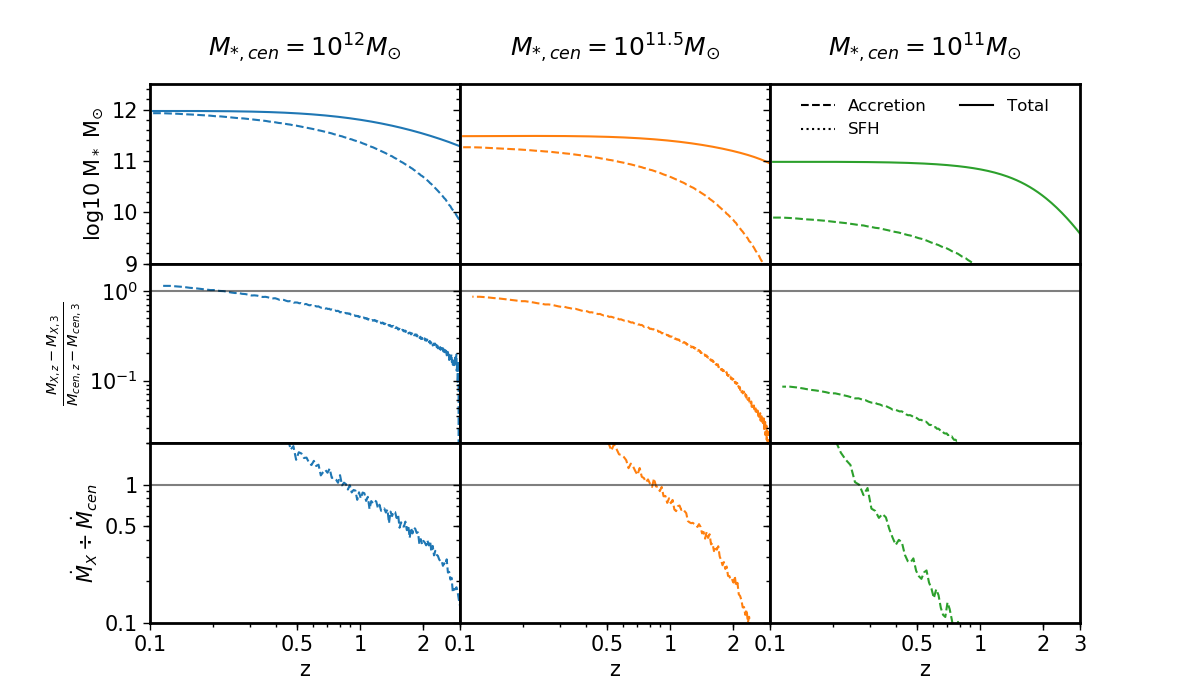 M*,cen = 10^12 M⊙ M*,cen = 10^11.5 M⊙ M*,cen = 10^11 M⊙
log10 M* M⊙
12
11
10
9
Accretion Total
SFH
M_X,z − M_X,3
M_cen,z − M_cen,3
10^0
10^−1
Ṁ_X ÷ Ṁ_cen
1
0.5
0.1
0.1 0.5 1 2 0.1 0.5 1 2 0.1 0.5 1 2 3
z z z